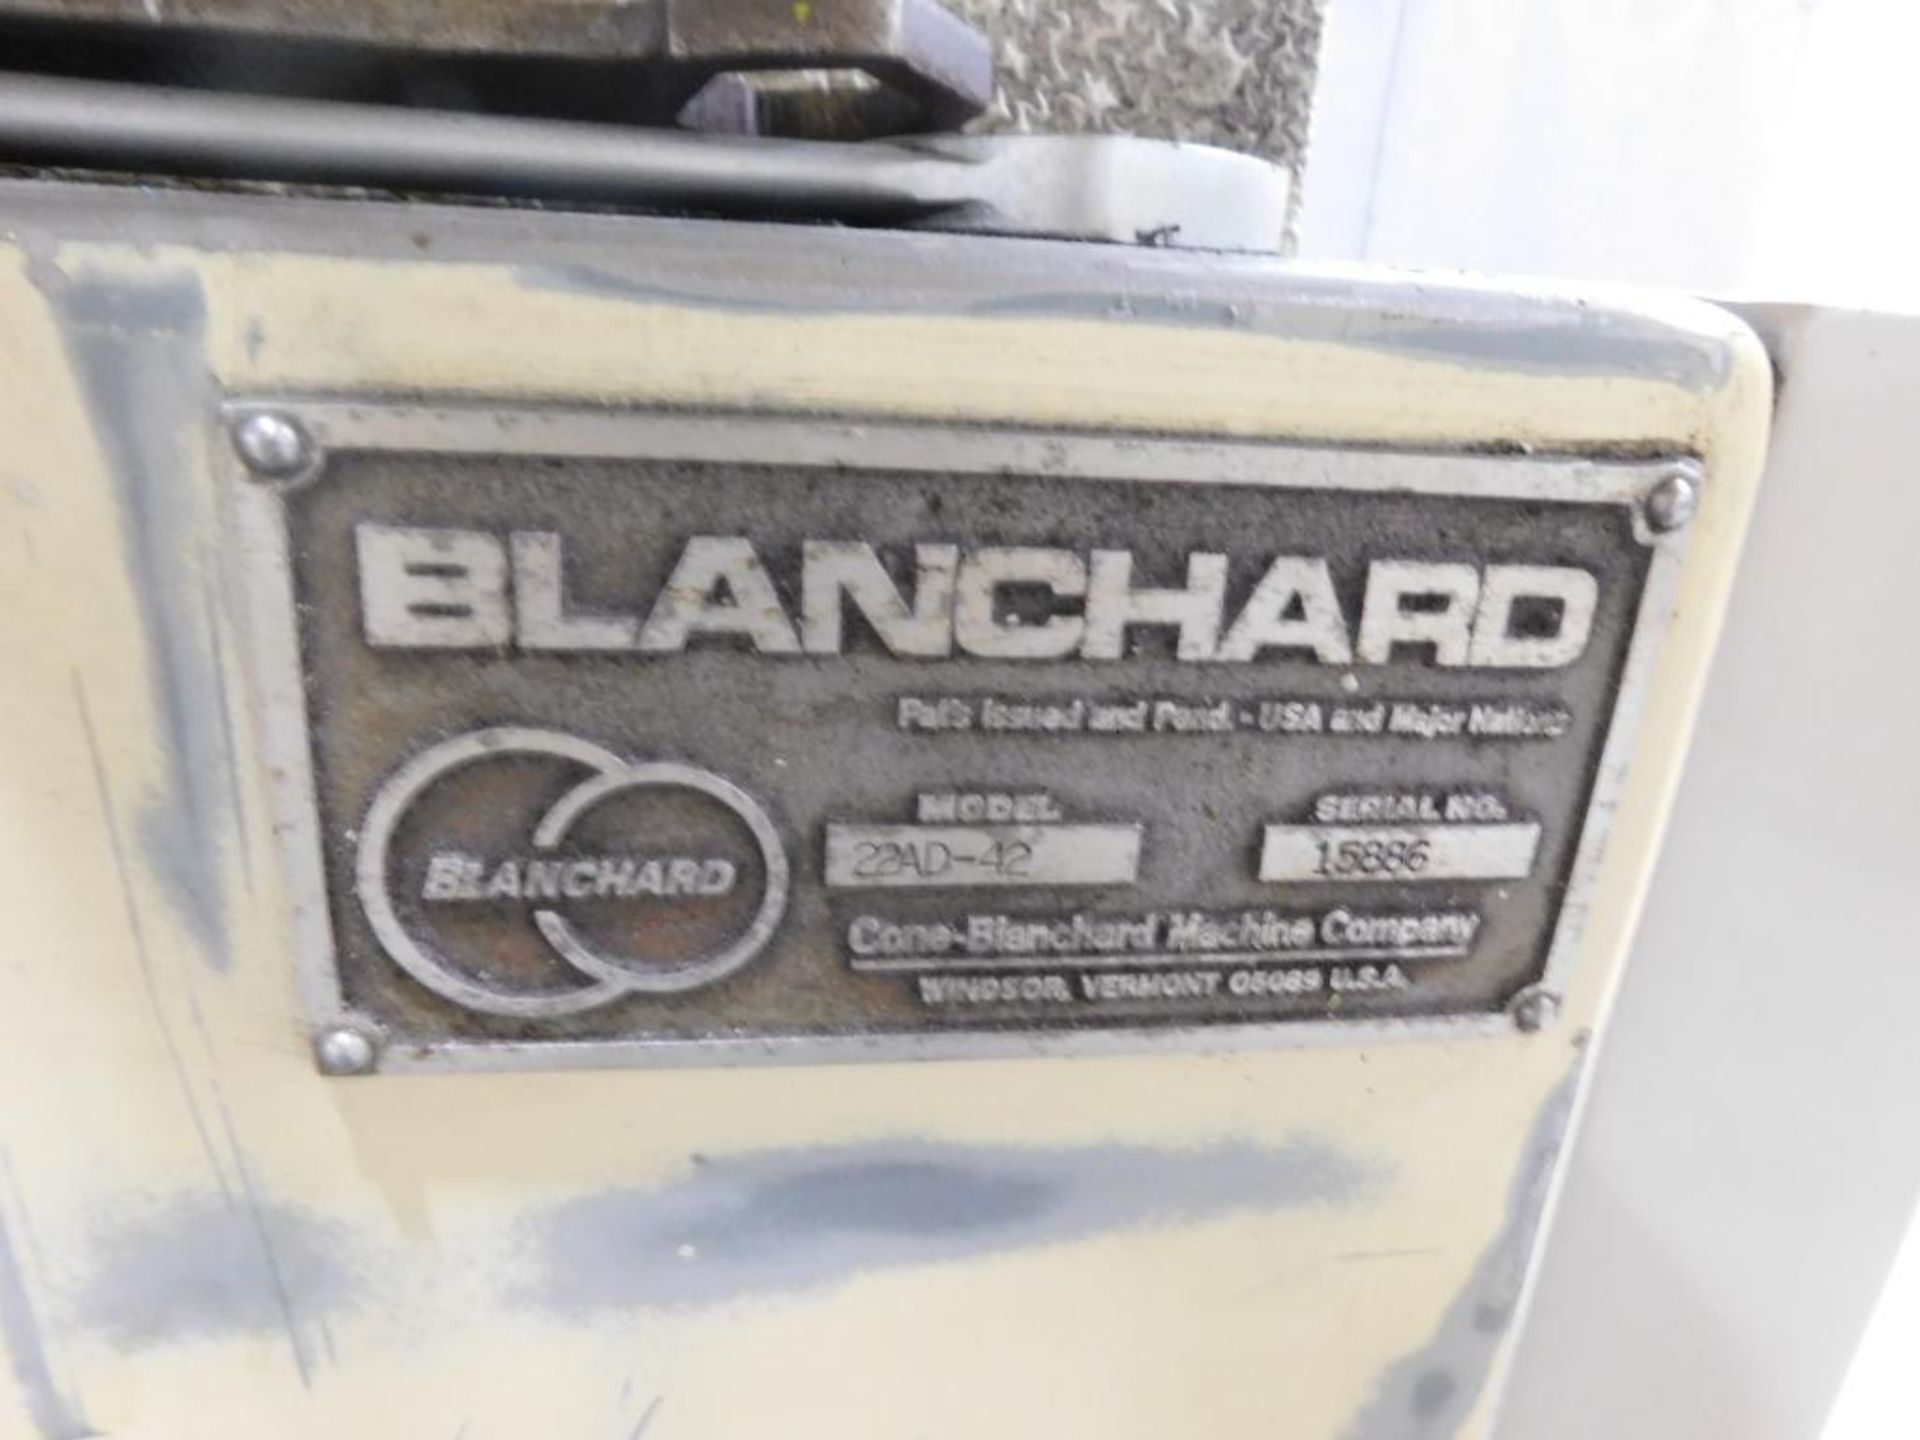 BLANCHARD
Pat's Issued and Pend. - USA and Major Nations
BLANCHARD
MODEL
22AD-42
SERIAL NO.
15886
Cone-Blanchard Machine Company
WINDSOR, VERMONT 05089 U.S.A.